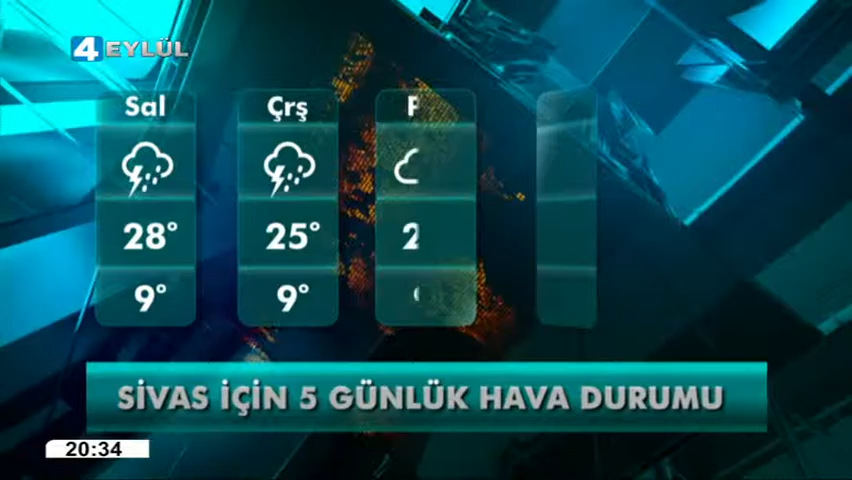 4 EYLÜL
Sal Çrş
28° 25°
9° 9°
SİVAS İÇİN 5 GÜNLÜK HAVA DURUMU
20:34